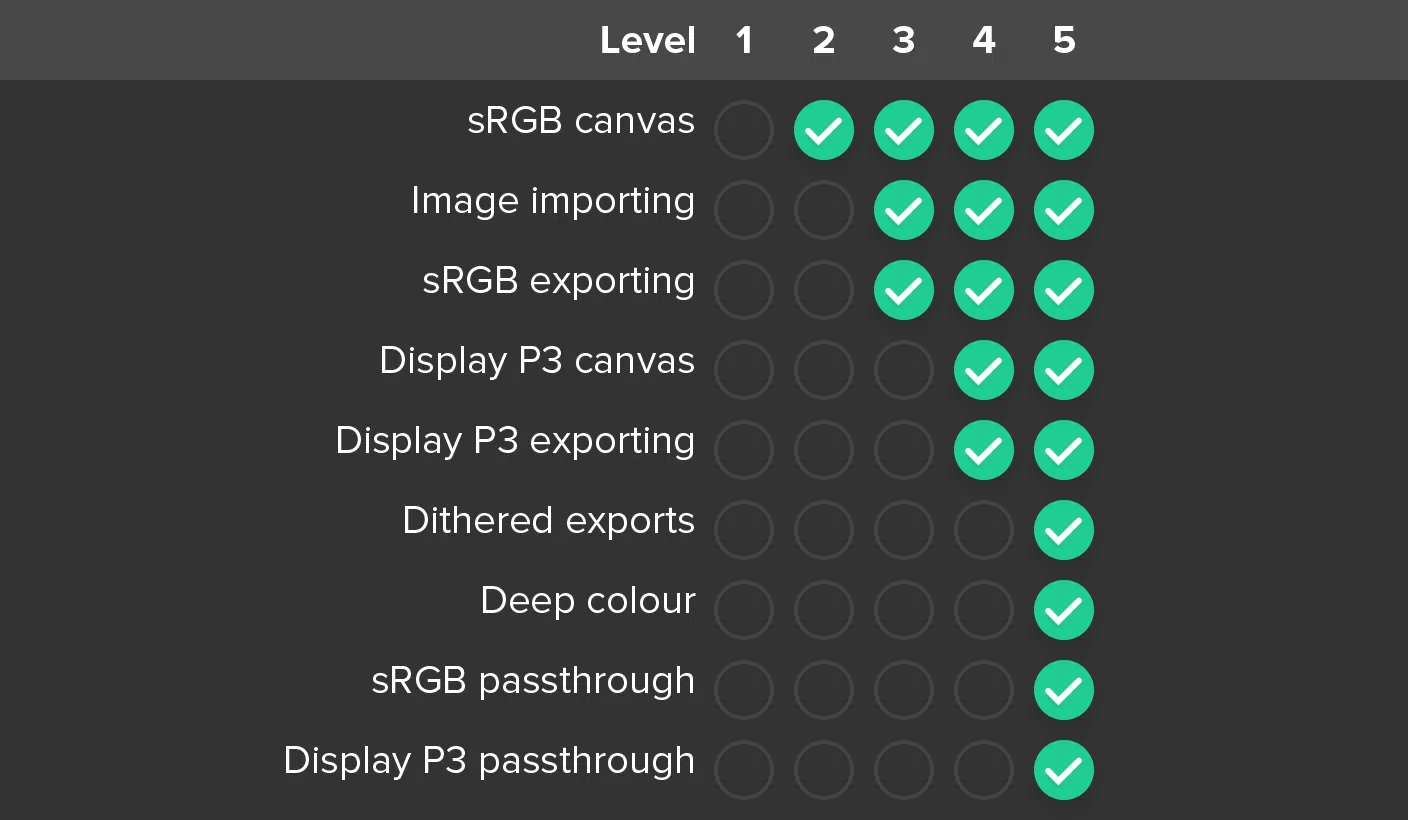 Level 1 2 3 4 5
sRGB canvas
Image importing
sRGB exporting
Display P3 canvas
Display P3 exporting
Dithered exports
Deep colour
sRGB passthrough
Display P3 passthrough